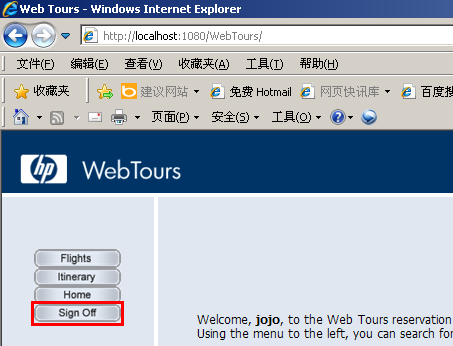 Web Tours - Windows Internet Explorer
http://localhost:1080/WebTours/
文件(F) 编辑(E) 查看(V) 收藏夹(A) 工具(T) 帮助(H)
收藏夹 建议网站 免费 Hotmail 网页快讯库 百度搜
页面(P) 安全(S) 工具(O)
hp WebTours
Flights
Itinerary
Home
Sign Off
Welcome, jojo, to the Web Tours reservation
Using the menu to the left, you can search for